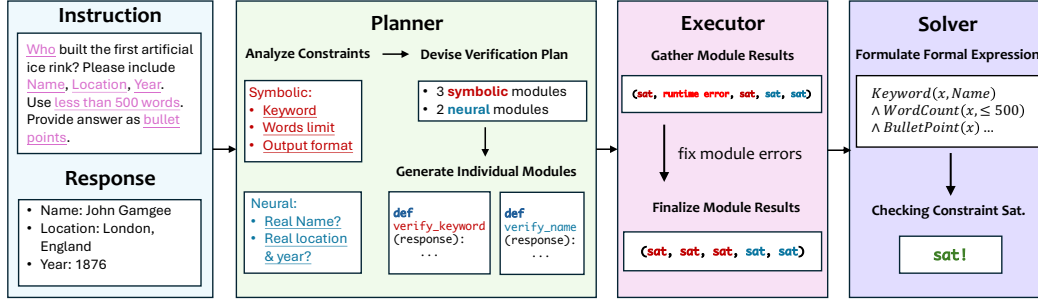 Instruction
Who built the first artificial
ice rink? Please include
Name, Location, Year.
Use less than 500 words.
Provide answer as bullet
points.
Response
• Name: John Gamgee
• Location: London,
England
• Year: 1876
Planner
Analyze Constraints
Devise Verification Plan
Symbolic:
• Keyword
• Words limit
• Output format
• 3 symbolic modules
• 2 neural modules
Generate Individual Modules
Neural:
• Real Name?
• Real location
& year?
def
verify_keyword
(response):
...
def
verify_name
(response):
...
Executor
Gather Module Results
(sat, runtime error, sat, sat, sat)
fix module errors
Finalize Module Results
(sat, sat, sat, sat, sat)
Solver
Formulate Formal Expression
Keyword(x, Name)
∧ WordCount(x, ≤ 500)
∧ BulletPoint(x) ...
Checking Constraint Sat.
sat!